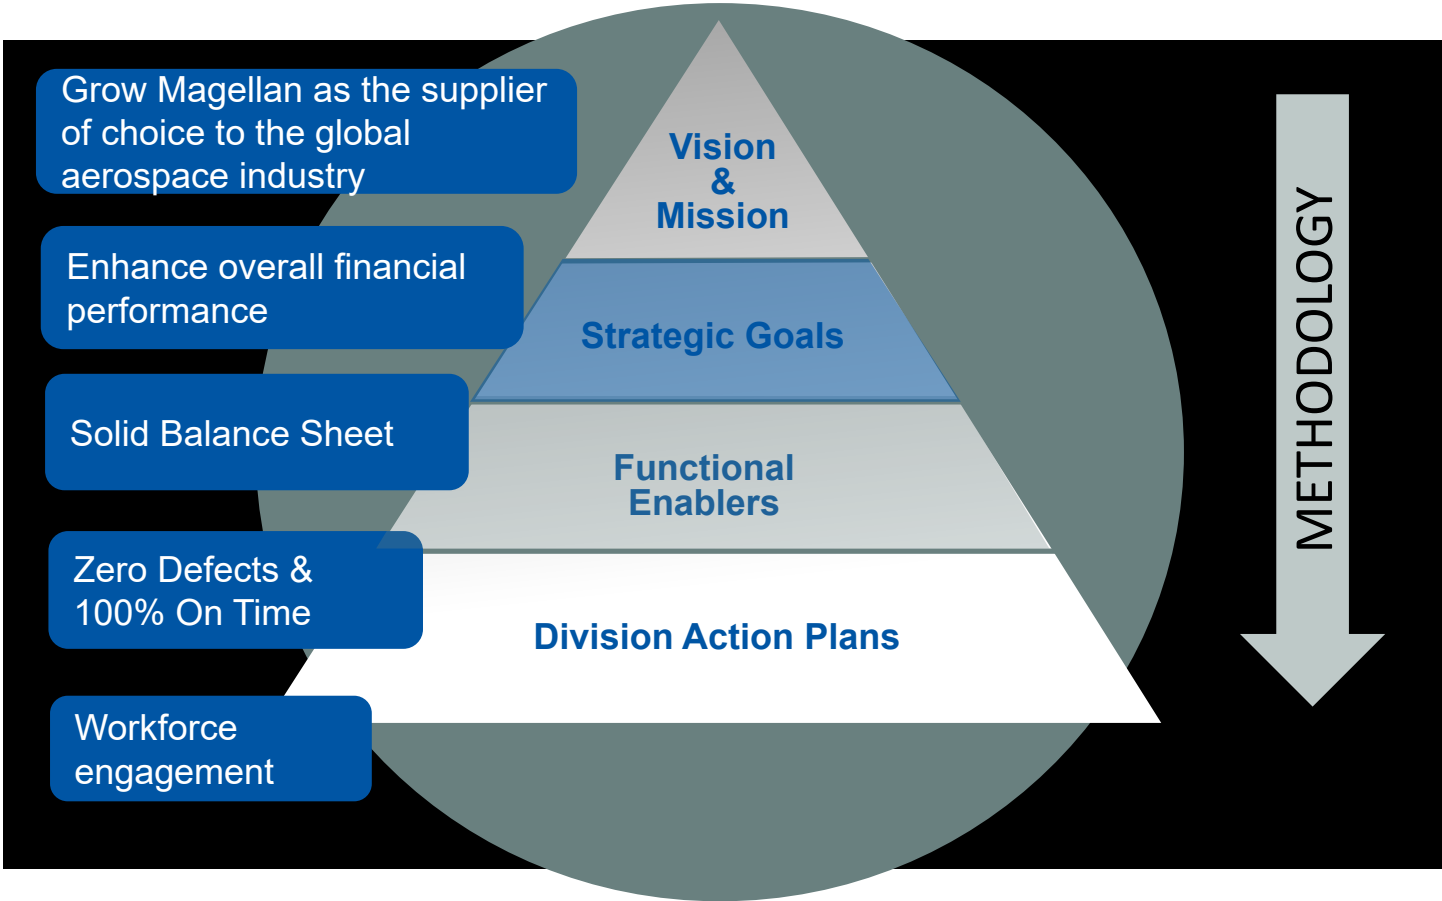 Grow Magellan as the supplier
of choice to the global
aerospace industry
Enhance overall financial
performance
Solid Balance Sheet
Zero Defects &
100% On Time
Workforce
engagement
Vision
&
Mission
Strategic Goals
Functional
Enablers
Division Action Plans
METHODOLOGY